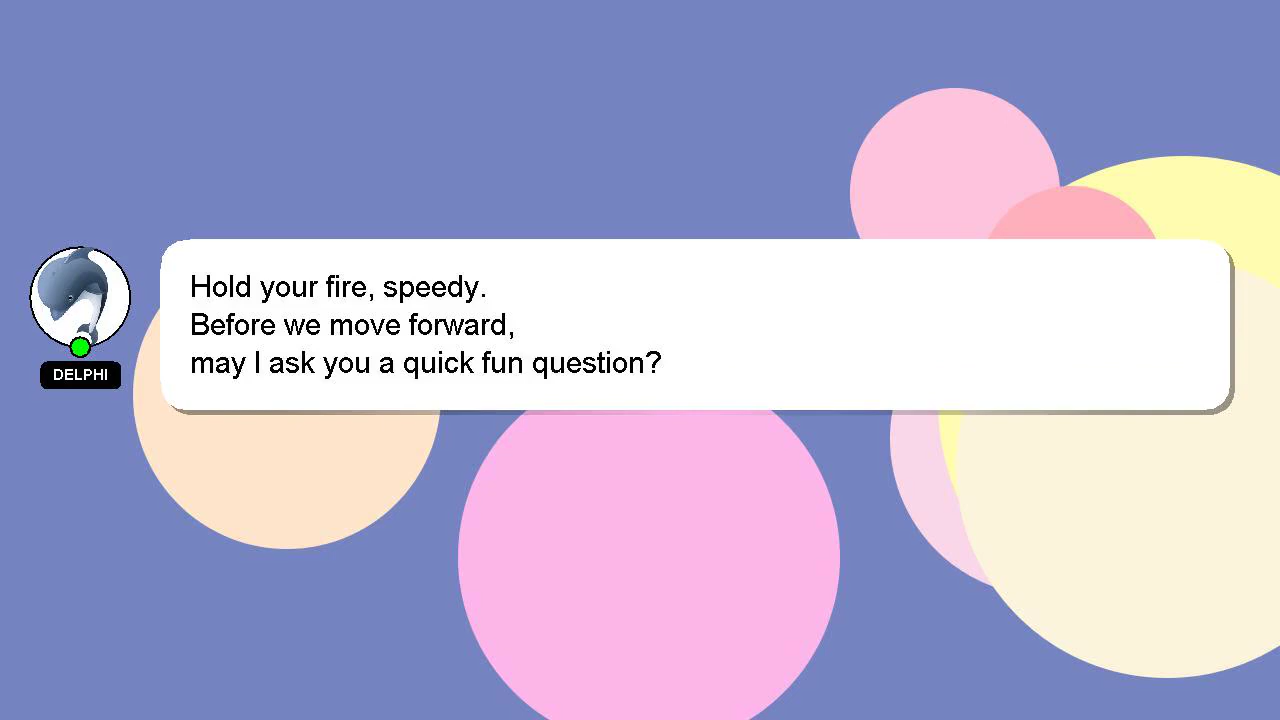 Hold your fire, speedy.
Before we move forward,
may I ask you a quick fun question?
DELPHI